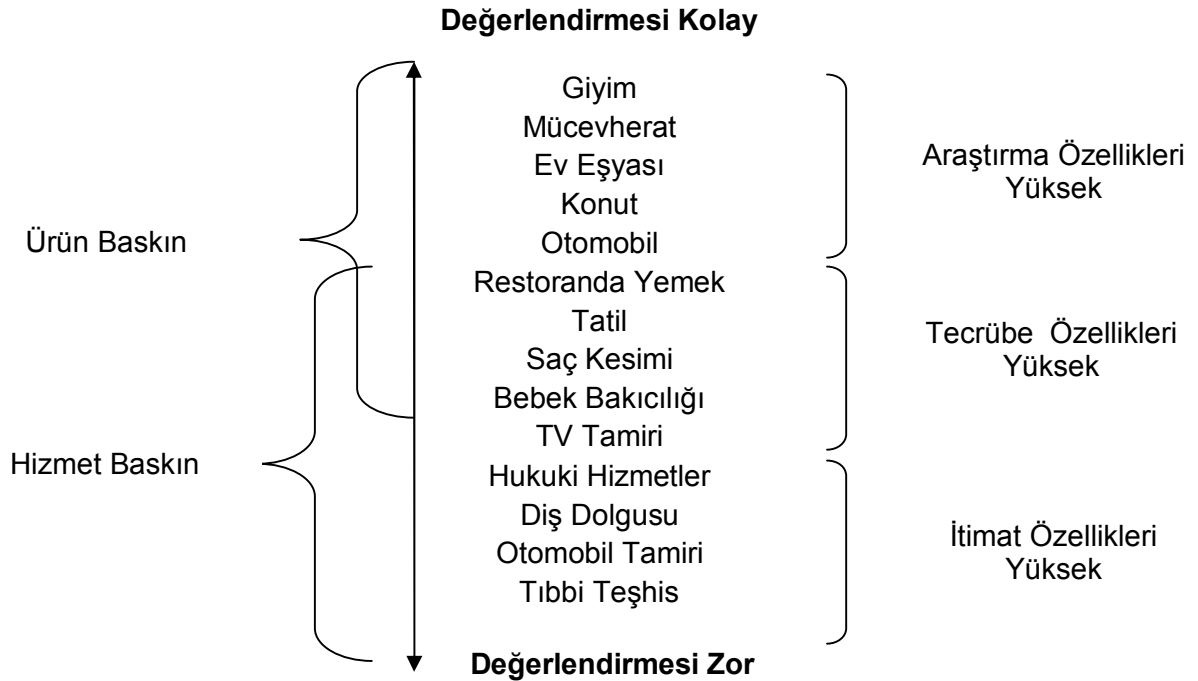 Değerlendirmesi Kolay
Giyim
Mücevherat
Ev Eşyası
Konut
Otomobil
Restoranda Yemek
Tatil
Saç Kesimi
Bebek Bakıcılığı
TV Tamiri
Hukuki Hizmetler
Diş Dolgusu
Otomobil Tamiri
Tıbbi Teşhis
Değerlendirmesi Zor
Ürün Baskın
Hizmet Baskın
Araştırma Özellikleri
Yüksek
Tecrübe Özellikleri
Yüksek
İtimat Özellikleri
Yüksek